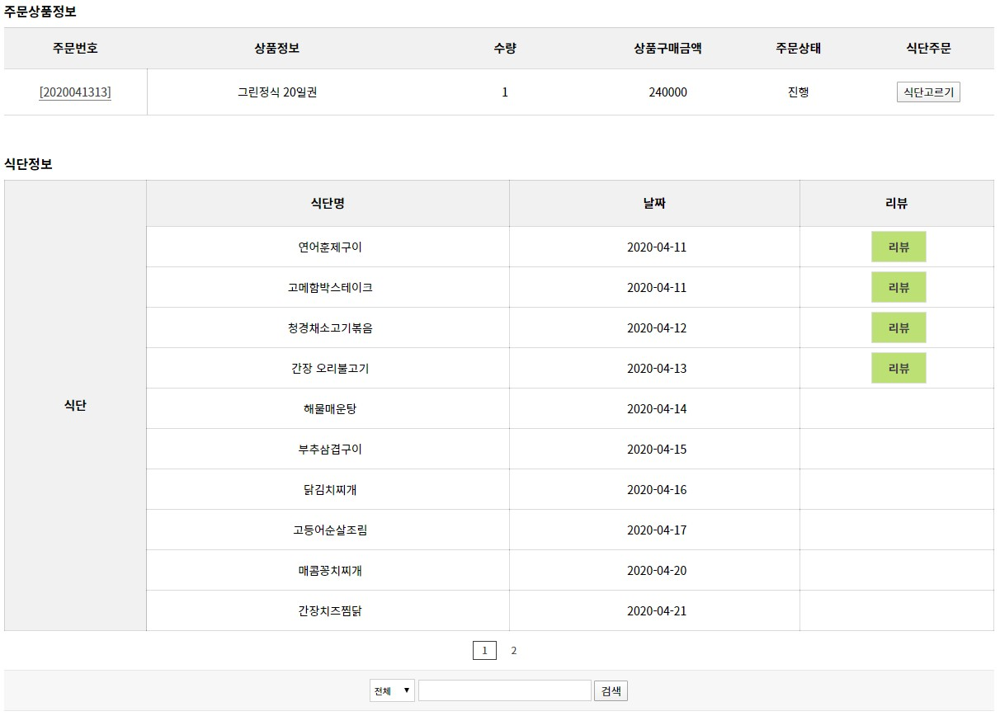 주문상품정보
주문번호 상품정보 수량 상품구매금액 주문상태 식단주문
[2020041313] 그린정식 20일권 1 240000 진행 식단고르기
식단정보
식단명 날짜 리뷰
연어훈제구이 2020-04-11 리뷰
고메함박스테이크 2020-04-11 리뷰
청경채소고기볶음 2020-04-12 리뷰
간장 오리불고기 2020-04-13 리뷰
식단 해물매운탕 2020-04-14
부추삼겹구이 2020-04-15
닭김치찌개 2020-04-16
고등어순살조림 2020-04-17
매콤꽁치찌개 2020-04-20
간장치즈찜닭 2020-04-21
1 2
전체 검색